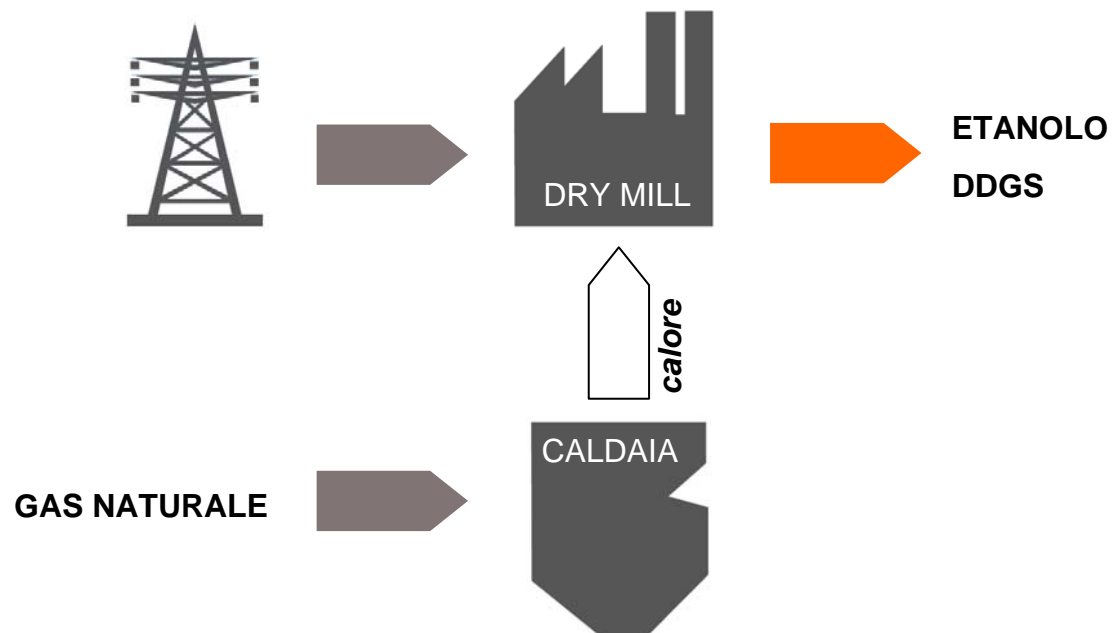 ETANOLO
DDGS
DRY MILL
calore
CALDAIA
GAS NATURALE